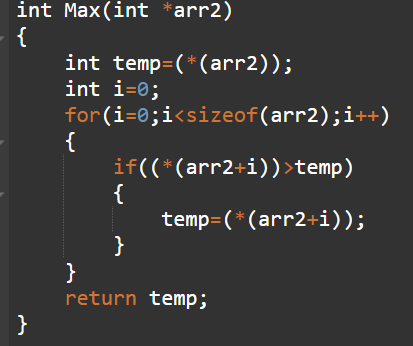 int Max(int *arr2)
{
int temp=(*(arr2));
int i=0;
for(i=0;i<sizeof(arr2);i++)
{
if((*(arr2+i))>temp)
{
temp=(*(arr2+i));
}
}
return temp;
}